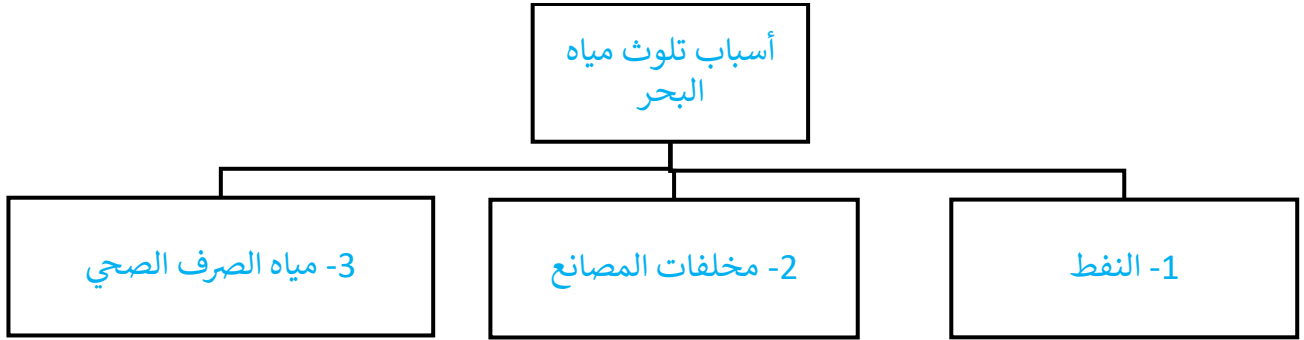 أسباب تلوث مياه
البحر
1- النفط
2- مخلفات المصانع
3- مياه الصرف الصحي